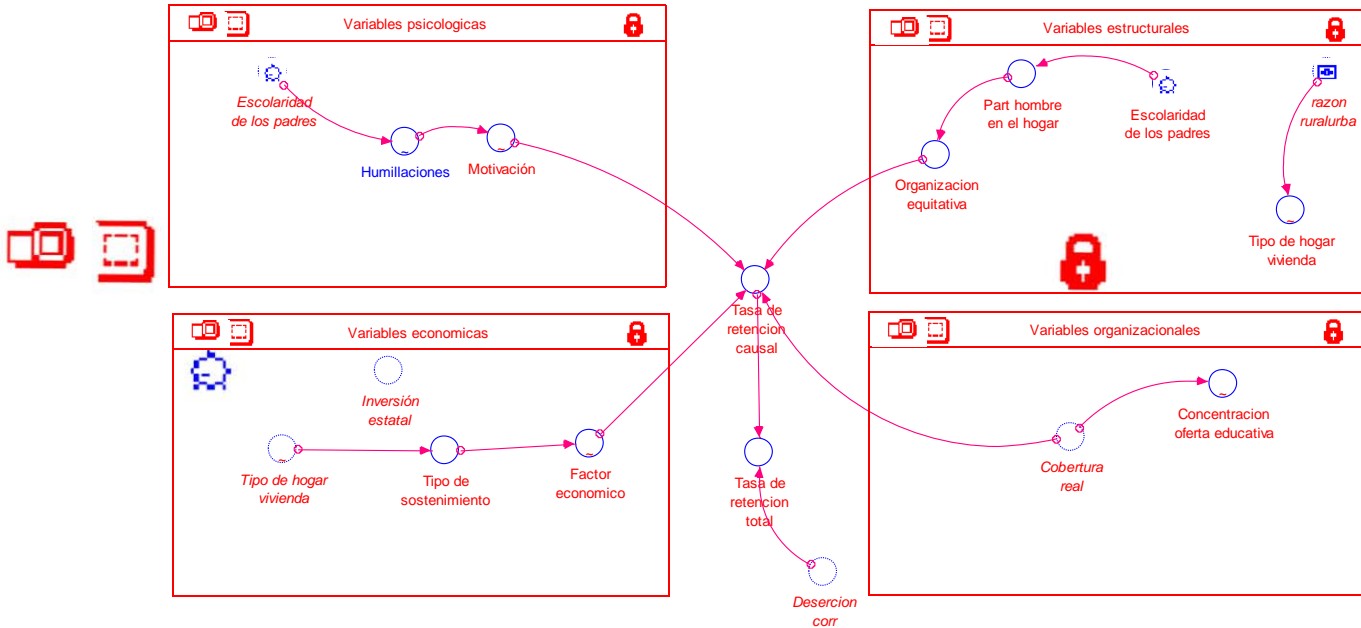 Variables psicologicas
Escolaridad
de los padres
Humillaciones
Motivación
Variables estructurales
Part hombre
en el hogar
Escolaridad
de los padres
razon
ruralurba
Organizacion
equitativa
Tipo de hogar
vivienda
Tasa de
retencion
causal
Variables economicas
Inversión
estatal
Tipo de hogar
vivienda
Tipo de
sostenimiento
Factor
economico
Tasa de
retencion
total
Desercion
corr
Variables organizacionales
Concentracion
oferta educativa
Cobertura
real